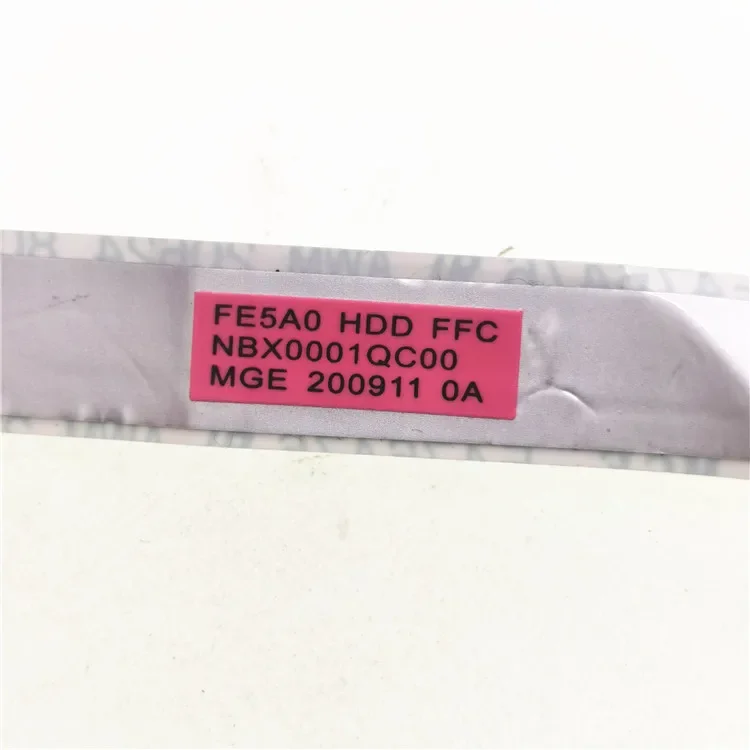 FE5A0 HDD FFC
NBX0001QC00
MGE 200911 0A